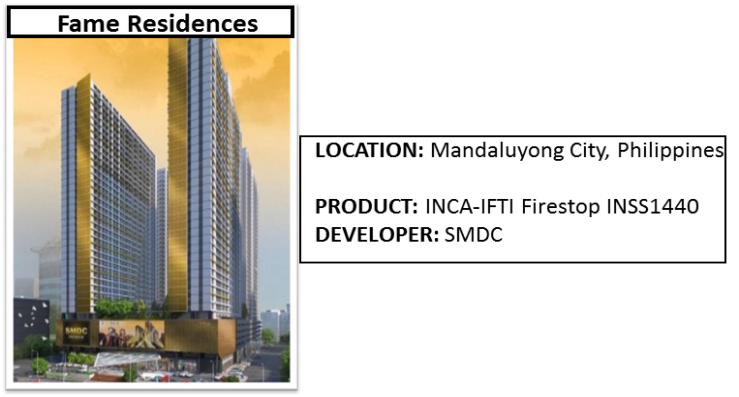 Fame Residences
LOCATION: Mandaluyong City, Philippines
PRODUCT: INCA-IFTI Firestop INSS1440
DEVELOPER: SMDC
SMDC